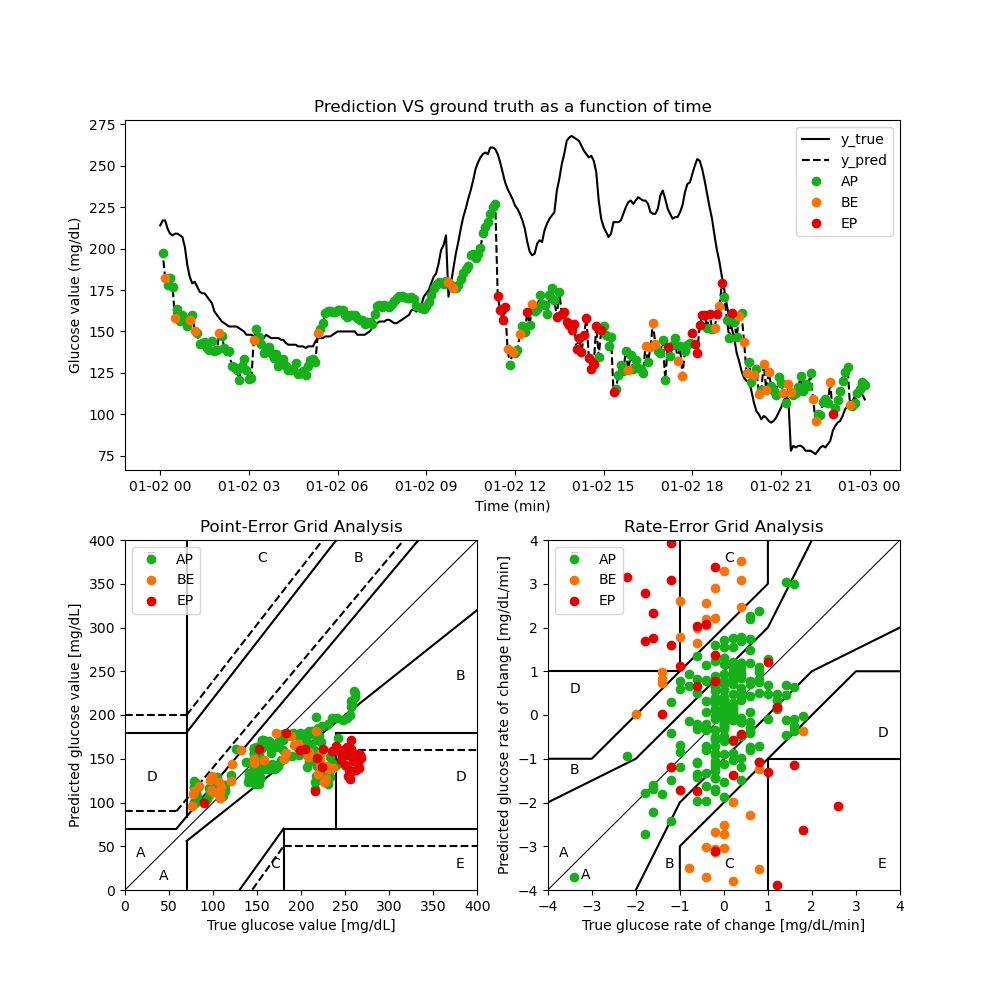 Prediction VS ground truth as a function of time
Glucose value (mg/dL)
275
250
225
200
175
150
125
100
75
y_true
y_pred
AP
BE
EP
01-02 00 01-02 03 01-02 06 01-02 09 01-02 12 01-02 15 01-02 18 01-02 21 01-03 00
Time (min)
Point-Error Grid Analysis
Predicted glucose value [mg/dL]
400
350
300
250
200
150
100
50
0
AP
BE
EP
C
B
B
D
D
A
A
C
E
0 50 100 150 200 250 300 350 400
True glucose value [mg/dL]
Rate-Error Grid Analysis
Predicted glucose rate of change [mg/dL/min]
4
3
2
1
0
−1
−2
−3
−4
AP
BE
EP
C
D
D
B
A
A
B
C
E
−4 −3 −2 −1 0 1 2 3 4
True glucose rate of change [mg/dL/min]